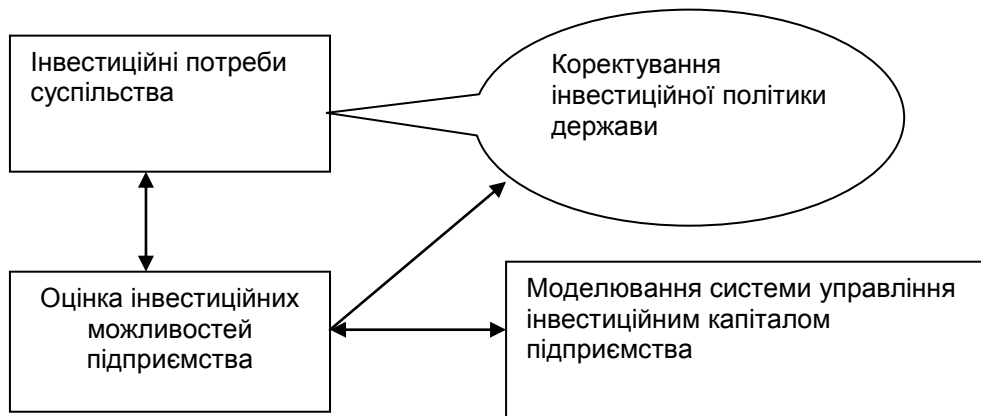 Інвестиційні потреби
суспільства
Коректування
інвестиційної політики
держави
Оцінка інвестиційних
можливостей
підприємства
Моделювання системи управління
інвестиційним капіталом
підприємства